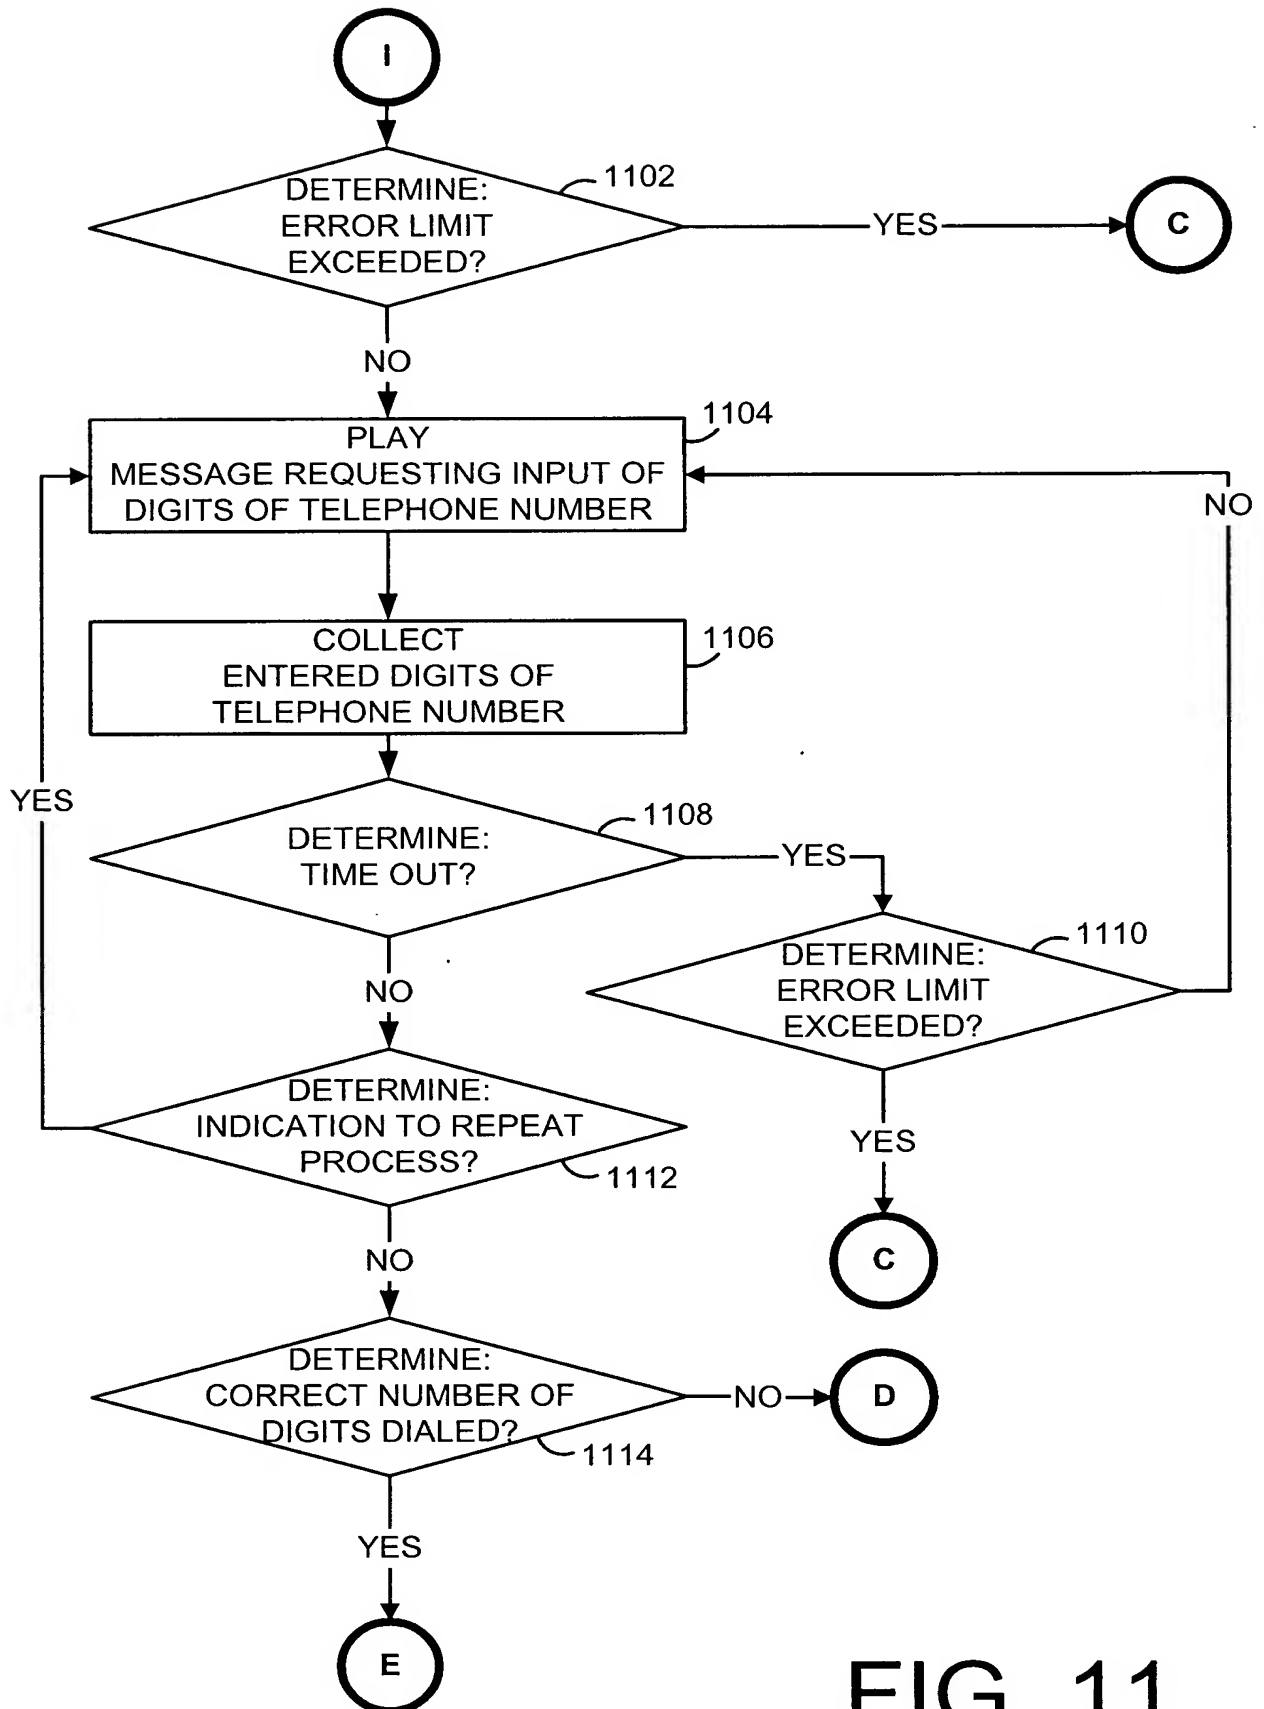 I
DETERMINE:
ERROR LIMIT
EXCEEDED?
1102
YES
C
NO
1104
PLAY
MESSAGE REQUESTING INPUT OF
DIGITS OF TELEPHONE NUMBER
NO
1106
COLLECT
ENTERED DIGITS OF
TELEPHONE NUMBER
YES
1108
DETERMINE:
TIME OUT?
YES
1110
DETERMINE:
ERROR LIMIT
EXCEEDED?
NO
DETERMINE:
INDICATION TO REPEAT
PROCESS?
1112
YES
C
NO
DETERMINE:
CORRECT NUMBER OF
DIGITS DIALED?
1114
NO
D
YES
E
FIG. 11